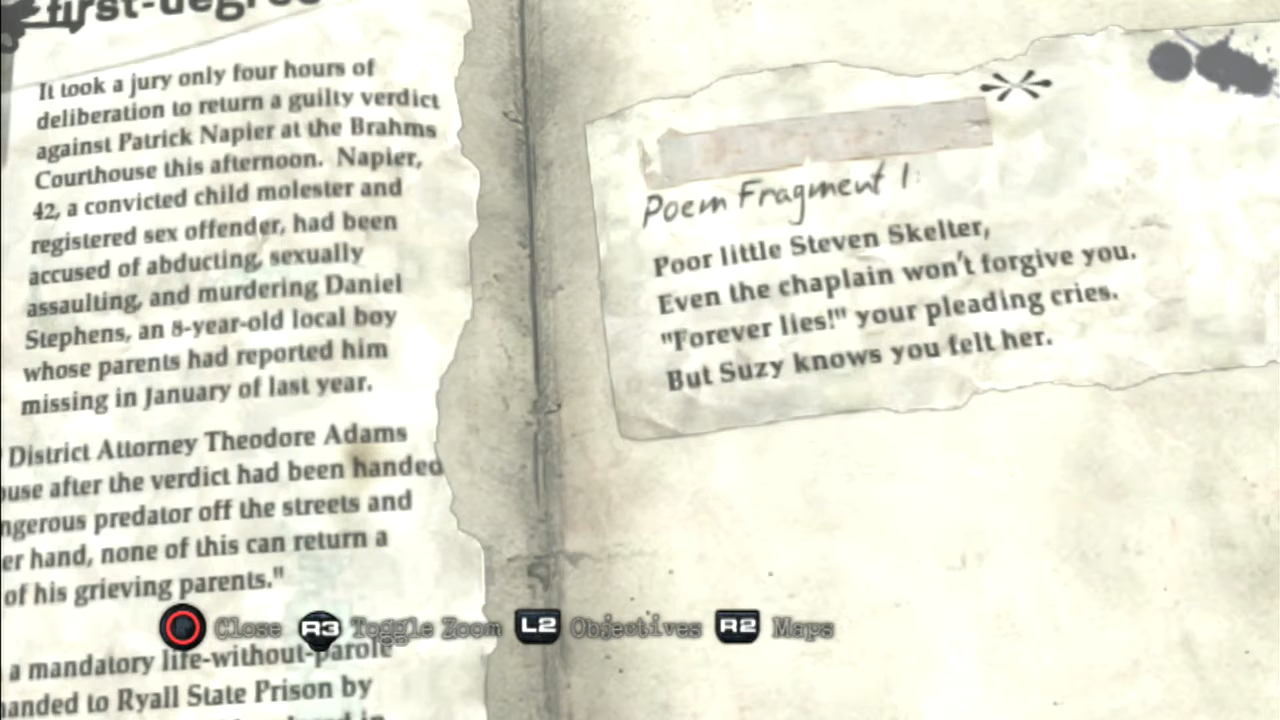 first-degree
It took a jury only four hours of
deliberation to return a guilty verdict
against Patrick Napier at the Brahms
Courthouse this afternoon. Napier,
42, a convicted child molester and
registered sex offender, had been
accused of abducting, sexually
assaulting, and murdering Daniel
Stephens, an 8-year-old local boy
whose parents had reported him
missing in January of last year.
District Attorney Theodore Adams
ouse after the verdict had been handed
ngerous predator off the streets and
er hand, none of this can return a
of his grieving parents."
a mandatory life-without-parole
anded to Ryall State Prison by
in
Poem Fragment 1:
Poor little Steven Skelter,
Even the chaplain won't forgive you.
"Forever lies!" your pleading cries.
But Suzy knows you felt her.
Close R3 Toggle Zoom L2 Objectives R2 Maps